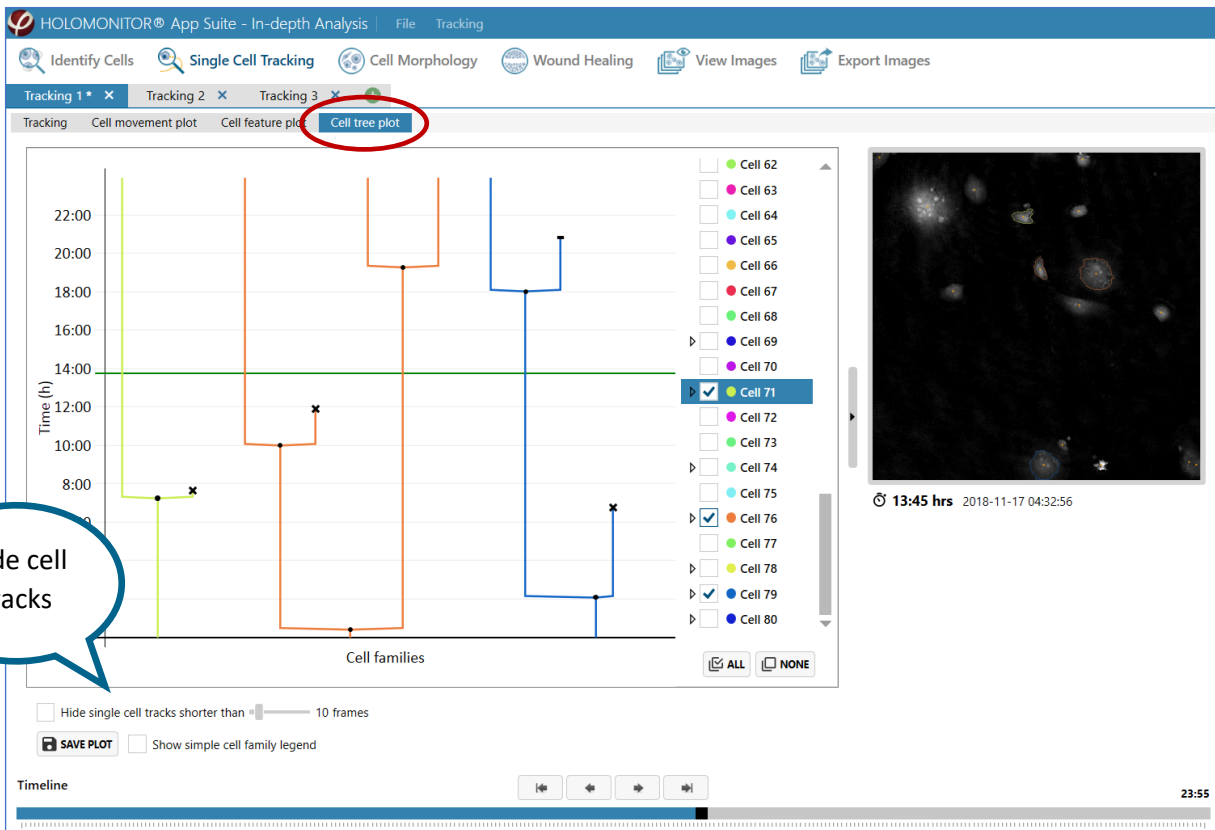 HOLOMONITOR® App Suite - In-depth Analysis File Tracking
Identify Cells Single Cell Tracking Cell Morphology Wound Healing View Images Export Images
Tracking 1 * × Tracking 2 × Tracking 3 ×
Tracking Cell movement plot Cell feature plot Cell tree plot
Time (h)
22:00
20:00
18:00
16:00
14:00
12:00
10:00
8:00
Cell families
Cell 62
Cell 63
Cell 64
Cell 65
Cell 66
Cell 67
Cell 68
Cell 69
Cell 70
Cell 71
Cell 72
Cell 73
Cell 74
Cell 75
Cell 76
Cell 77
Cell 78
Cell 79
Cell 80
ALL NONE
13:45 hrs 2018-11-17 04:32:56
cell
Hide single cell tracks shorter than 10 frames
SAVE PLOT Show simple cell family legend
Timeline
23:55